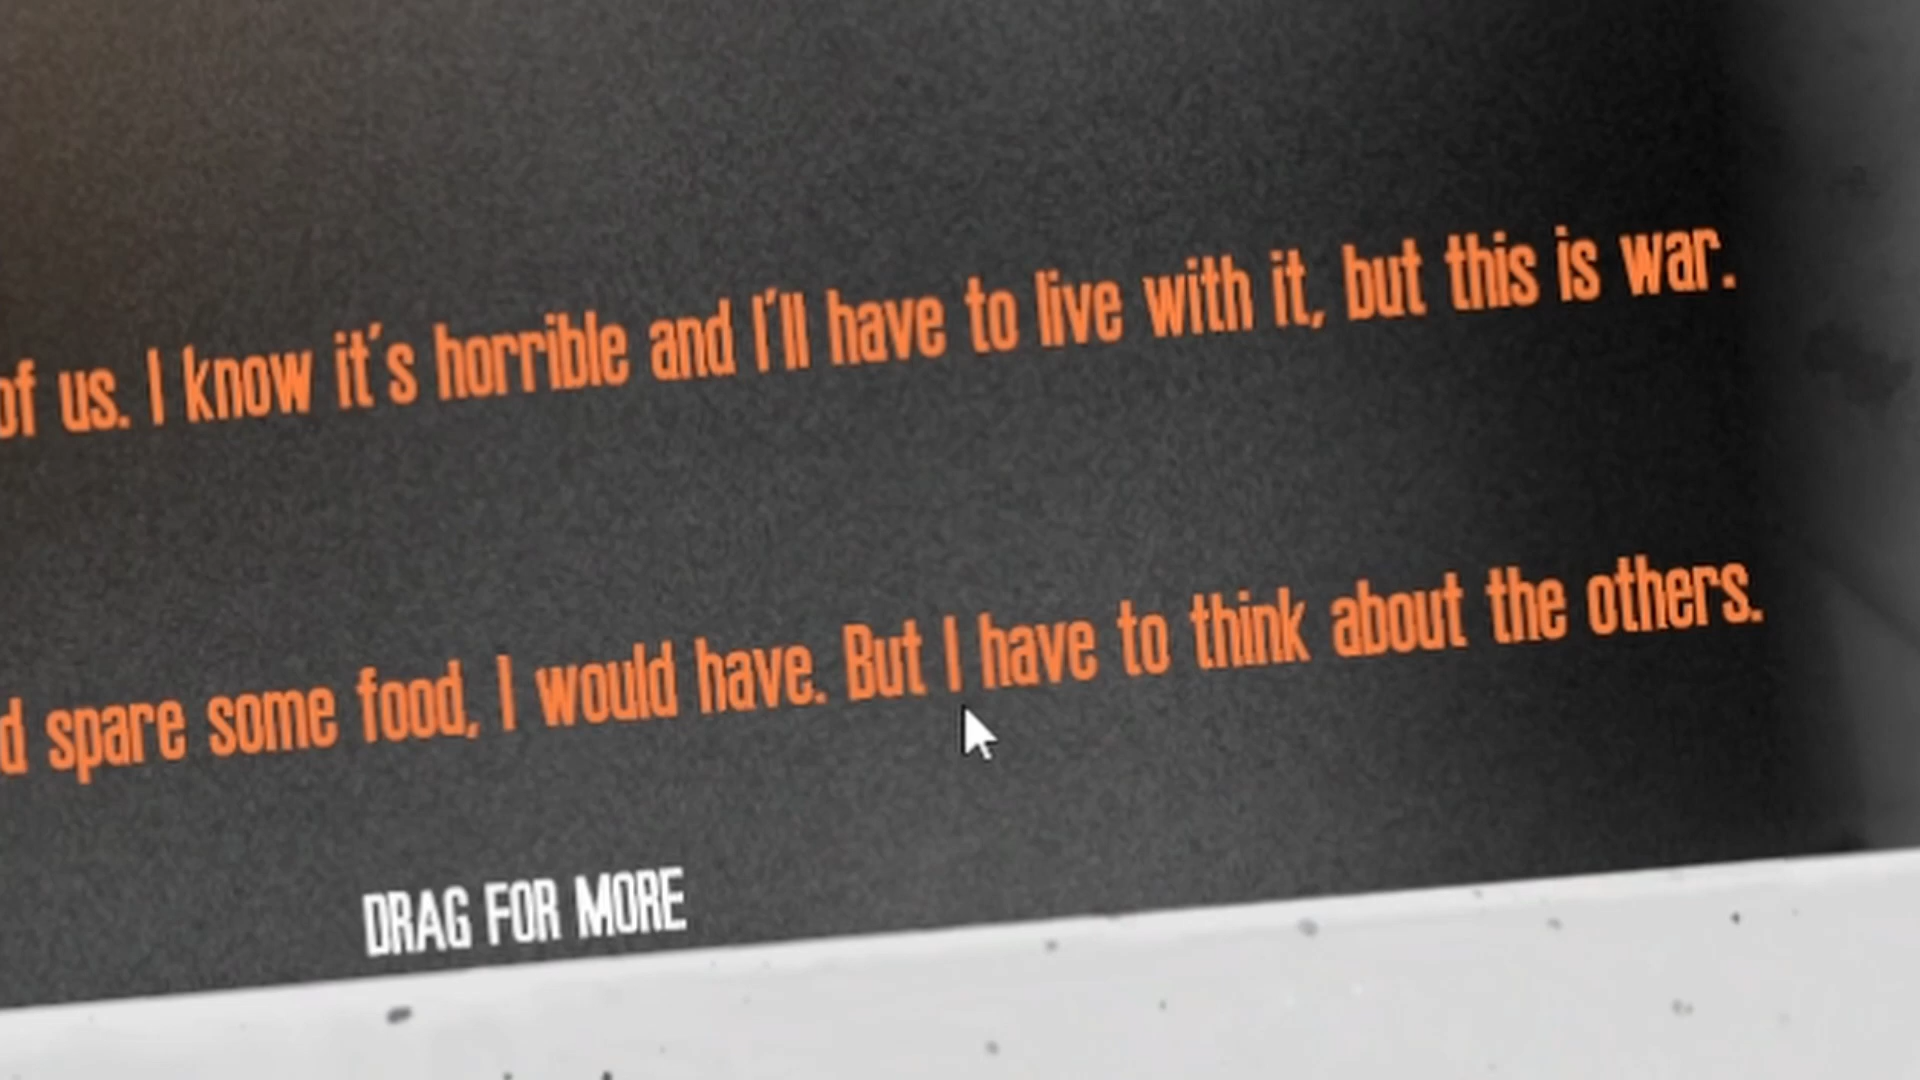 of us. I know it's horrible and I'll have to live with it, but this is war.
spare some food, I would have. But I have to think about the others.
DRAG FOR MORE